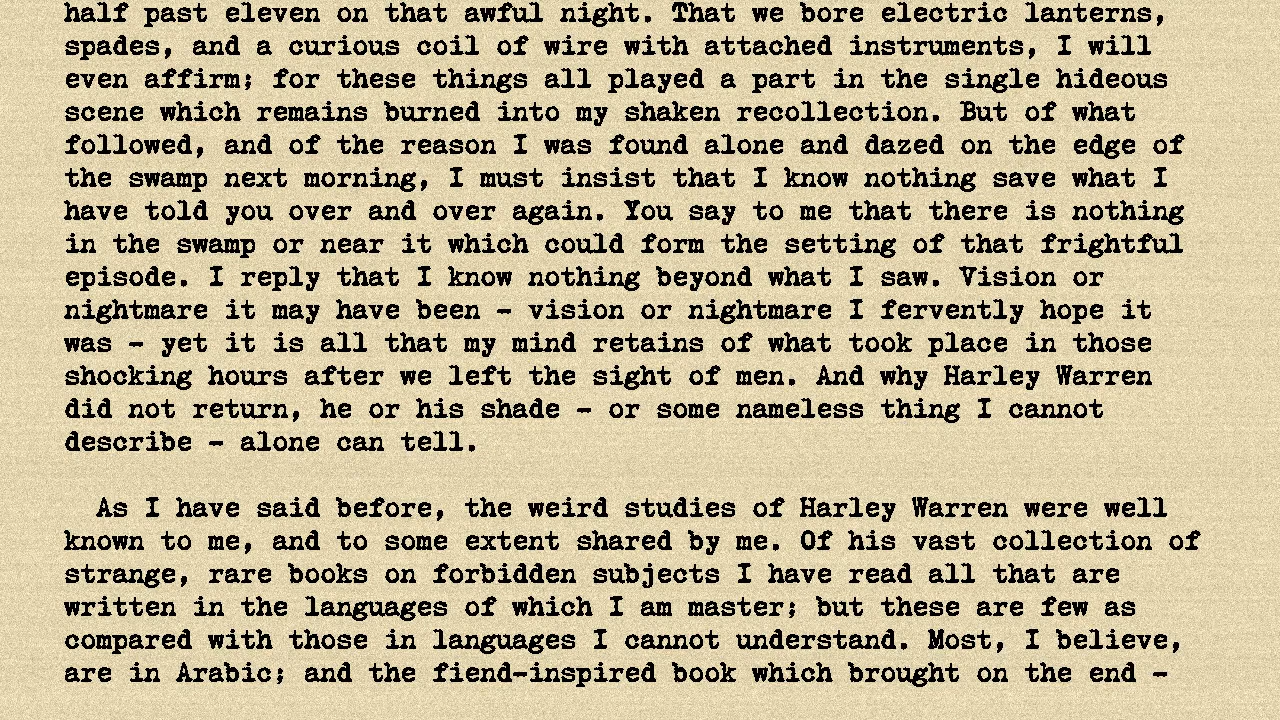 half past eleven on that awful night. That we bore electric lanterns,
spades, and a curious coil of wire with attached instruments, I will
even affirm; for these things all played a part in the single hideous
scene which remains burned into my shaken recollection. But of what
followed, and of the reason I was found alone and dazed on the edge of
the swamp next morning, I must insist that I know nothing save what I
have told you over and over again. You say to me that there is nothing
in the swamp or near it which could form the setting of that frightful
episode. I reply that I know nothing beyond what I saw. Vision or
nightmare it may have been – vision or nightmare I fervently hope it
was – yet it is all that my mind retains of what took place in those
shocking hours after we left the sight of men. And why Harley Warren
did not return, he or his shade – or some nameless thing I cannot
describe – alone can tell.
As I have said before, the weird studies of Harley Warren were well
known to me, and to some extent shared by me. Of his vast collection of
strange, rare books on forbidden subjects I have read all that are
written in the languages of which I am master; but these are few as
compared with those in languages I cannot understand. Most, I believe,
are in Arabic; and the fiend-inspired book which brought on the end –